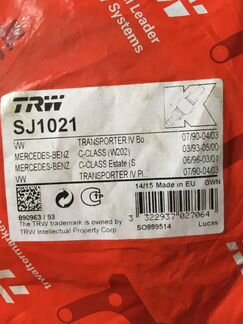 Leader
Systems
TRW
SJ1021
VW TRANSPORTER IV Bo 07/90-04/03
MERCEDES-BENZ C-CLASS (W202) 03/93-05/00
MERCEDES-BENZ C-CLASS Estate (S 06/96-03/01
VW TRANSPORTER IV Pi 07/90-04/03
14/15 Made in EU GWN
890963 / 93
The TRW trademark is owned by
TRW Intellectual Property Corp
3 322937 027064
SO889514 Lucas